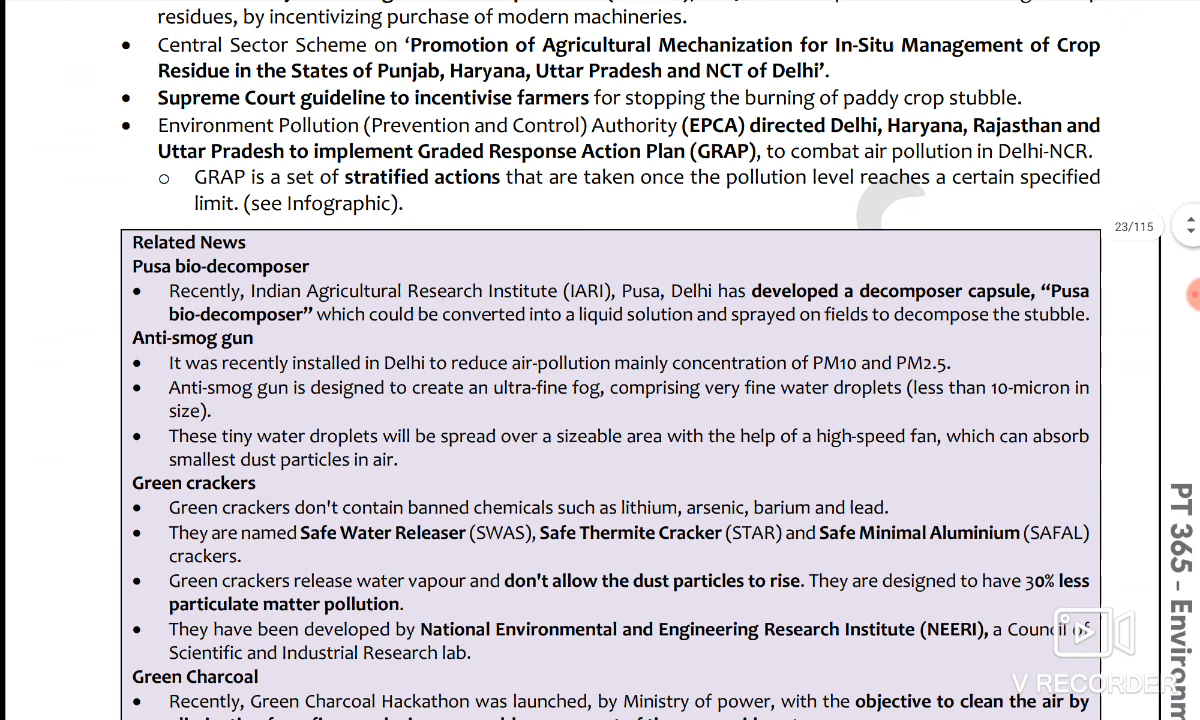 residues, by incentivizing purchase of modern machineries.
• Central Sector Scheme on ‘Promotion of Agricultural Mechanization for In-Situ Management of Crop
Residue in the States of Punjab, Haryana, Uttar Pradesh and NCT of Delhi’.
• Supreme Court guideline to incentivise farmers for stopping the burning of paddy crop stubble.
• Environment Pollution (Prevention and Control) Authority (EPCA) directed Delhi, Haryana, Rajasthan and
Uttar Pradesh to implement Graded Response Action Plan (GRAP), to combat air pollution in Delhi-NCR.
o GRAP is a set of stratified actions that are taken once the pollution level reaches a certain specified
limit. (see Infographic).
23/115
Related News
Pusa bio-decomposer
• Recently, Indian Agricultural Research Institute (IARI), Pusa, Delhi has developed a decomposer capsule, “Pusa
bio-decomposer” which could be converted into a liquid solution and sprayed on fields to decompose the stubble.
Anti-smog gun
• It was recently installed in Delhi to reduce air-pollution mainly concentration of PM10 and PM2.5.
• Anti-smog gun is designed to create an ultra-fine fog, comprising very fine water droplets (less than 10-micron in
size).
• These tiny water droplets will be spread over a sizeable area with the help of a high-speed fan, which can absorb
smallest dust particles in air.
Green crackers
• Green crackers don't contain banned chemicals such as lithium, arsenic, barium and lead.
• They are named Safe Water Releaser (SWAS), Safe Thermite Cracker (STAR) and Safe Minimal Aluminium (SAFAL)
crackers.
• Green crackers release water vapour and don't allow the dust particles to rise. They are designed to have 30% less
particulate matter pollution.
• They have been developed by National Environmental and Engineering Research Institute (NEERI), a Council of
Scientific and Industrial Research lab.
Green Charcoal
• Recently, Green Charcoal Hackathon was launched, by Ministry of power, with the objective to clean the air by
PT 365 – Environm
V RECORDER